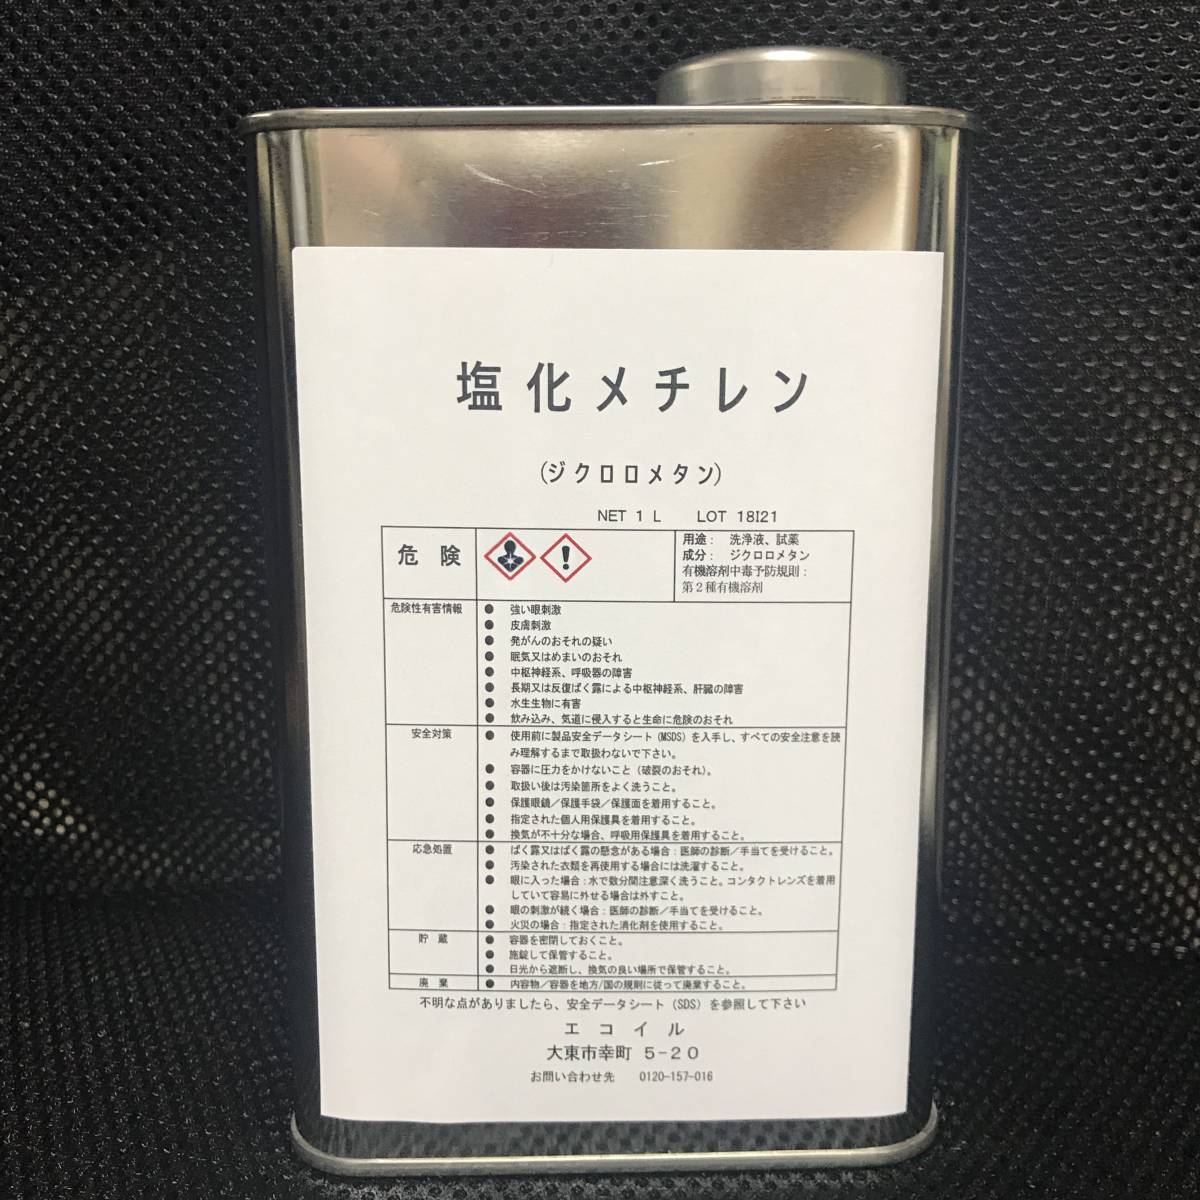 塩化メチレン
(ジクロロメタン)
NET 1 L LOT 18I21
危険
用途： 洗浄液、試薬
成分： ジクロロメタン
有機溶剤中毒予防規則：
第２種有機溶剤
危険性有害情報
● 強い眼刺激
● 皮膚刺激
● 発がんのおそれの疑い
● 眠気又はめまいのおそれ
● 中枢神経系、呼吸器の障害
● 長期又は反復ばく露による中枢神経系、肝臓の障害
● 水生生物に有害
● 飲み込み、気道に侵入すると生命に危険のおそれ
安全対策
● 使用前に製品安全データシート(MSDS)を入手し、すべての安全注意を読
み理解するまで取扱わないで下さい。
● 容器に圧力をかけないこと（破裂のおそれ）。
● 取扱い後は汚染箇所をよく洗うこと。
● 保護眼鏡／保護手袋／保護面を着用すること。
● 指定された個人用保護具を着用すること。
● 換気が不十分な場合、呼吸用保護具を着用すること。
応急処置
● ばく露又はばく露の懸念がある場合：医師の診断／手当てを受けること。
● 汚染された衣類を再使用する場合には洗濯すること。
● 眼に入った場合：水で数分間注意深く洗うこと。コンタクトレンズを着用
していて容易に外せる場合は外すこと。
● 眼の刺激が続く場合：医師の診断／手当てを受けること。
● 火災の場合：指定された消化剤を使用すること。
貯蔵
● 容器を密閉しておくこと。
● 施錠して保管すること。
● 日光から遮断し、換気の良い場所で保管すること。
廃棄
● 内容物／容器を地方/国の規則に従って廃棄すること。
不明な点がありましたら、安全データシート(SDS)を参照して下さい
エコイル
大東市幸町 ５-２０
お問い合わせ先 0120-157-016